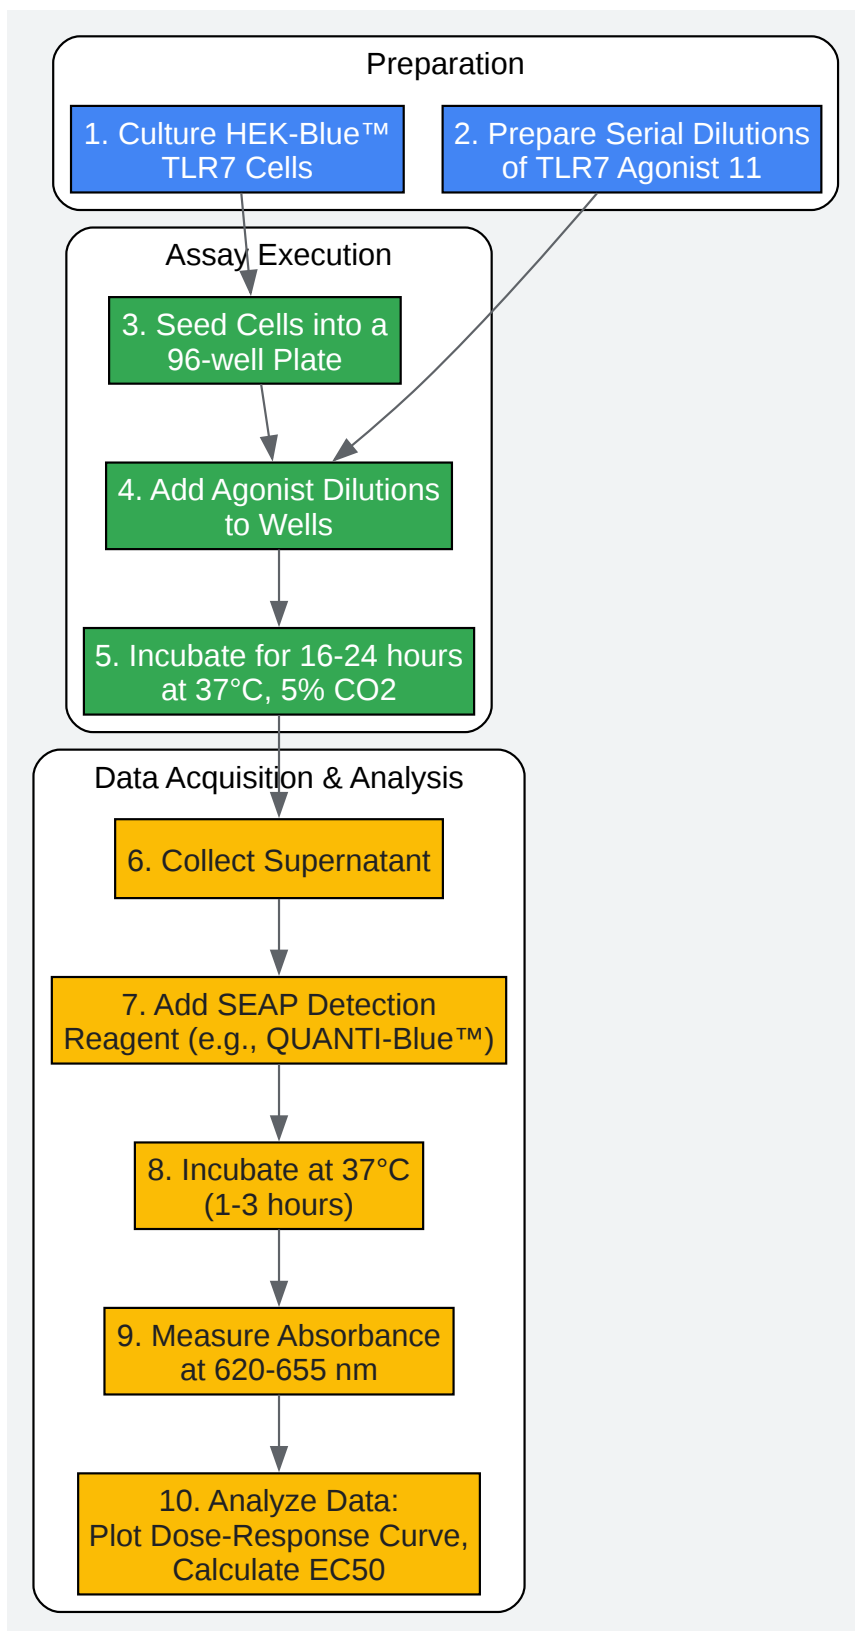 Preparation
1. Culture HEK-Blue™
TLR7 Cells
2. Prepare Serial Dilutions
of TLR7 Agonist 11
Assay Execution
3. Seed Cells into a
96-well Plate
4. Add Agonist Dilutions
to Wells
5. Incubate for 16-24 hours
at 37°C, 5% CO2
Data Acquisition & Analysis
6. Collect Supernatant
7. Add SEAP Detection
Reagent (e.g., QUANTI-Blue™)
8. Incubate at 37°C
(1-3 hours)
9. Measure Absorbance
at 620-655 nm
10. Analyze Data:
Plot Dose-Response Curve,
Calculate EC50